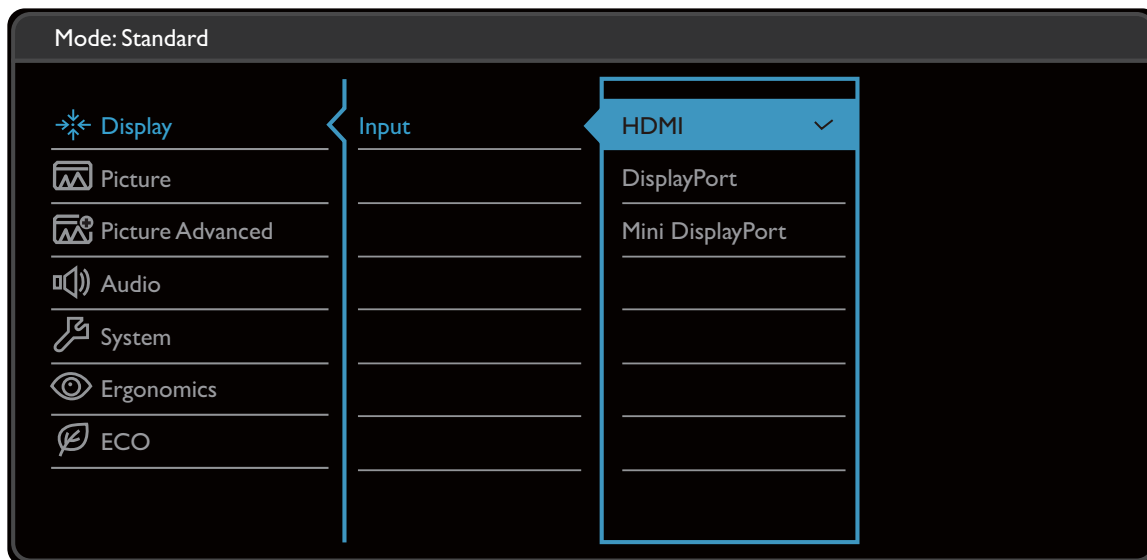 Mode: Standard
Display
Input
HDMI
Picture
DisplayPort
Picture Advanced
Mini DisplayPort
Audio
System
Ergonomics
ECO